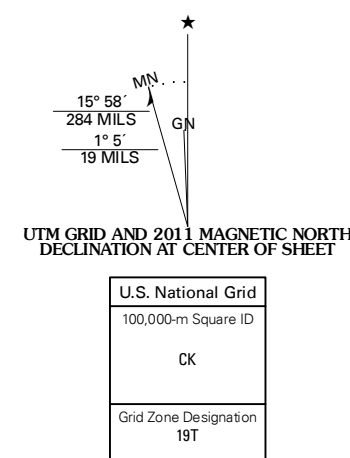 ★
MN
15° 58´
284 MILS
GN
1° 5´
19 MILS
UTM GRID AND 2011 MAGNETIC NORTH
DECLINATION AT CENTER OF SHEET
U.S. National Grid
100,000-m Square ID
CK
Grid Zone Designation
19T